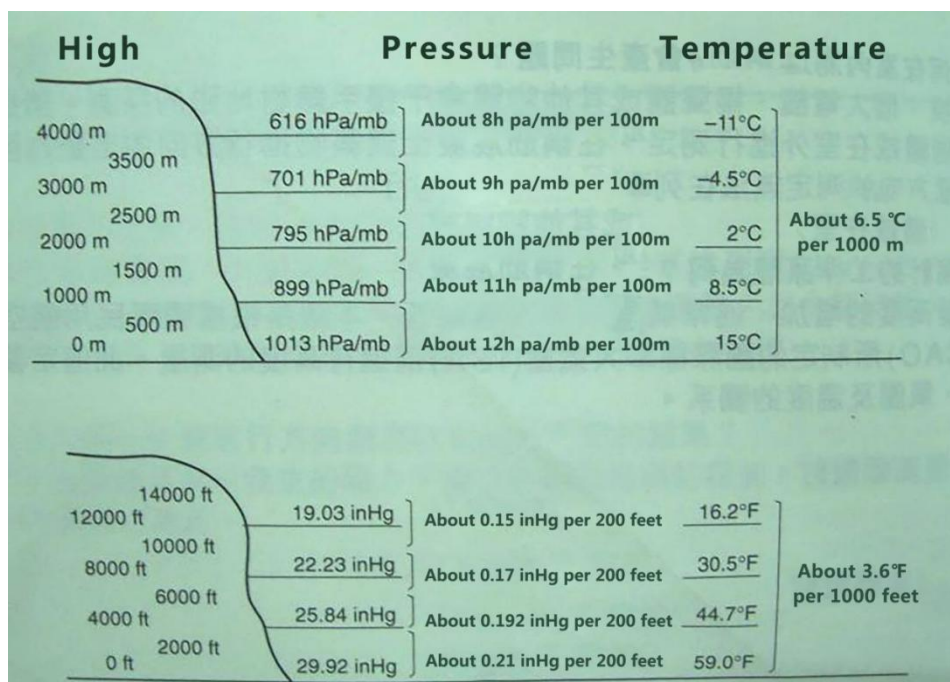 High Pressure Temperature
4000 m 616 hPa/mb About 8h pa/mb per 100m -11°C
3500 m
3000 m 701 hPa/mb About 9h pa/mb per 100m -4.5°C
2500 m
2000 m 795 hPa/mb About 10h pa/mb per 100m 2°C
About 6.5 °C
per 1000 m
1500 m
1000 m 899 hPa/mb About 11h pa/mb per 100m 8.5°C
500 m
0 m 1013 hPa/mb About 12h pa/mb per 100m 15°C
14000 ft
12000 ft 19.03 inHg About 0.15 inHg per 200 feet 16.2°F
10000 ft
8000 ft 22.23 inHg About 0.17 inHg per 200 feet 30.5°F
About 3.6°F
per 1000 feet
6000 ft
4000 ft 25.84 inHg About 0.192 inHg per 200 feet 44.7°F
2000 ft
0 ft 29.92 inHg About 0.21 inHg per 200 feet 59.0°F